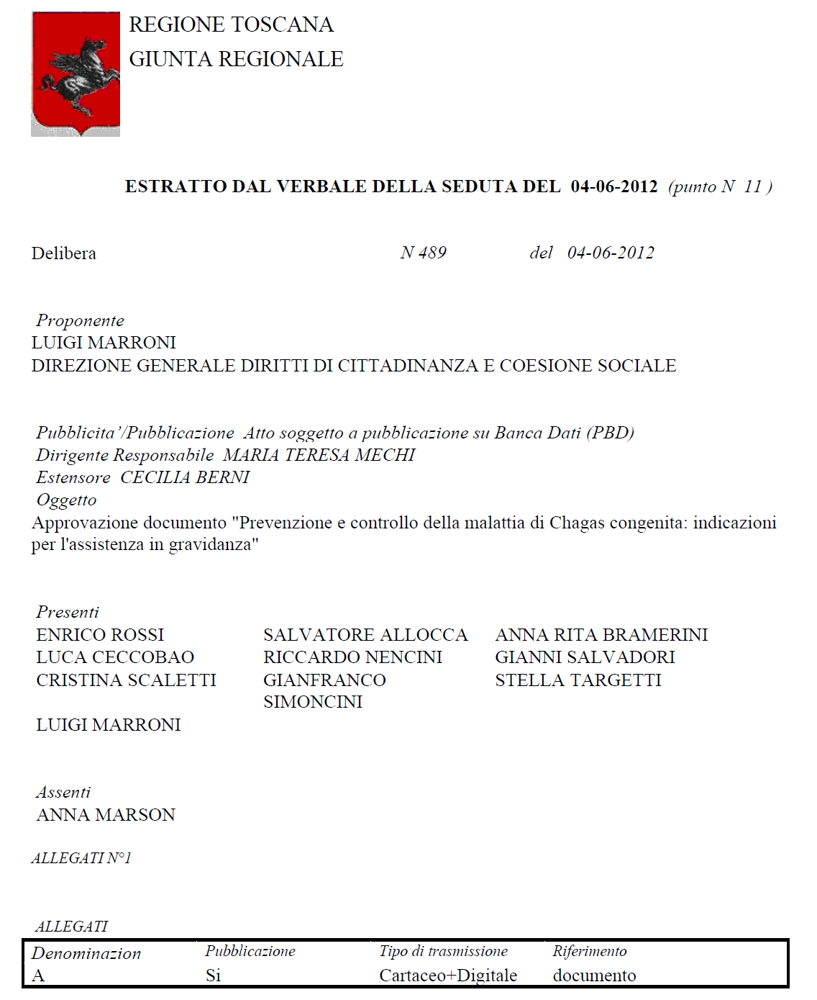 REGIONE TOSCANA
GIUNTA REGIONALE
ESTRATTO DAL VERBALE DELLA SEDUTA DEL 04-06-2012 (punto N 11 )
Delibera N 489 del 04-06-2012
Proponente
LUIGI MARRONI
DIREZIONE GENERALE DIRITTI DI CITTADINANZA E COESIONE SOCIALE
Pubblicita’/Pubblicazione Atto soggetto a pubblicazione su Banca Dati (PBD)
Dirigente Responsabile MARIA TERESA MECHI
Estensore CECILIA BERNI
Oggetto
Approvazione documento "Prevenzione e controllo della malattia di Chagas congenita: indicazioni
per l'assistenza in gravidanza"
Presenti
ENRICO ROSSI SALVATORE ALLOCCA ANNA RITA BRAMERINI
LUCA CECCOBAO RICCARDO NENCINI GIANNI SALVADORI
CRISTINA SCALETTI GIANFRANCO STELLA TARGETTI
SIMONCINI
LUIGI MARRONI
Assenti
ANNA MARSON
ALLEGATI N°1
ALLEGATI
Denominazion Pubblicazione Tipo di trasmissione Riferimento
A Si Cartaceo+Digitale documento